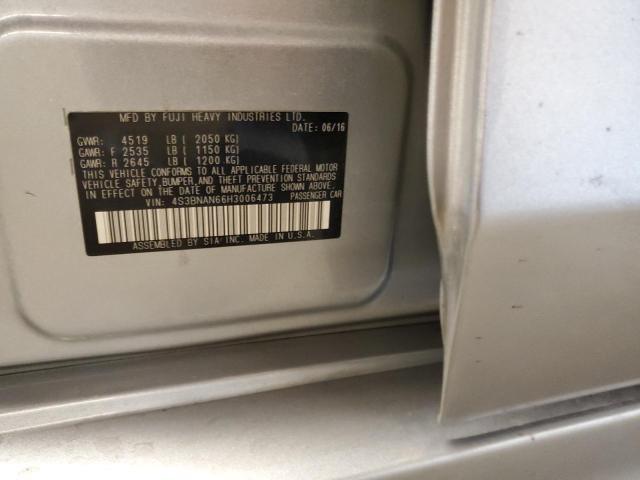 MFD BY FUJI HEAVY INDUSTRIES LTD.
DATE: 06/16
GVWR: 4519 LB ( 2050 KG)
GAWR: F 2535 LB ( 1150 KG)
GAWR: R 2645 LB ( 1200 KG)
THIS VEHICLE CONFORMS TO ALL APPLICABLE FEDERAL MOTOR
VEHICLE SAFETY,BUMPER,AND THEFT PREVENTION STANDARDS
IN EFFECT ON THE DATE OF MANUFACTURE SHOWN ABOVE.
VIN: 4S3BNAN66H3006473 PASSENGER CAR
ASSEMBLED BY SIA INC. MADE IN U.S.A.